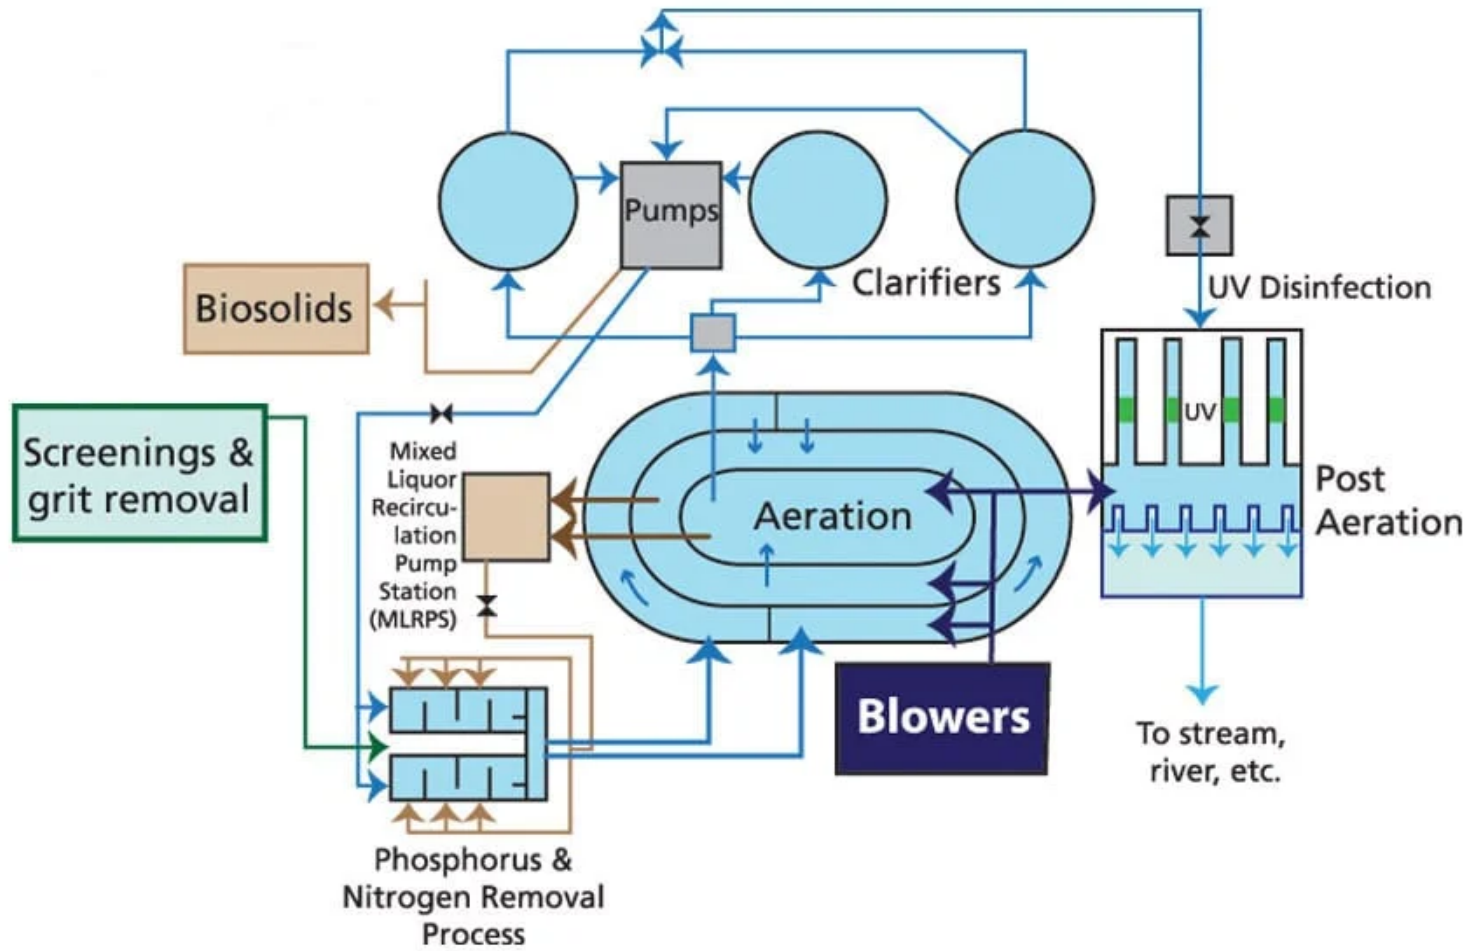 Pumps
Clarifiers
Biosolids
UV Disinfection
Screenings &
grit removal
Mixed
Liquor
Recircu-
lation
Pump
Station
(MLRPS)
Aeration
UV
Post
Aeration
Blowers
To stream,
river, etc.
Phosphorus &
Nitrogen Removal
Process